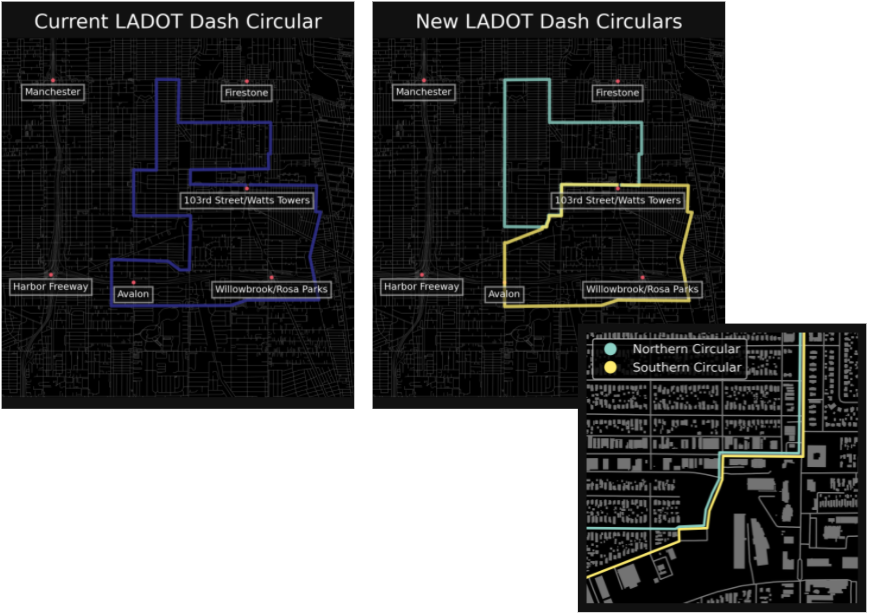 Current LADOT Dash Circular
Manchester
Firestone
103rd Street/Watts Towers
Harbor Freeway
Avalon
Willowbrook/Rosa Parks
New LADOT Dash Circulars
Manchester
Firestone
103rd Street/Watts Towers
Harbor Freeway
Avalon
Willowbrook/Rosa Parks
Northern Circular
Southern Circular